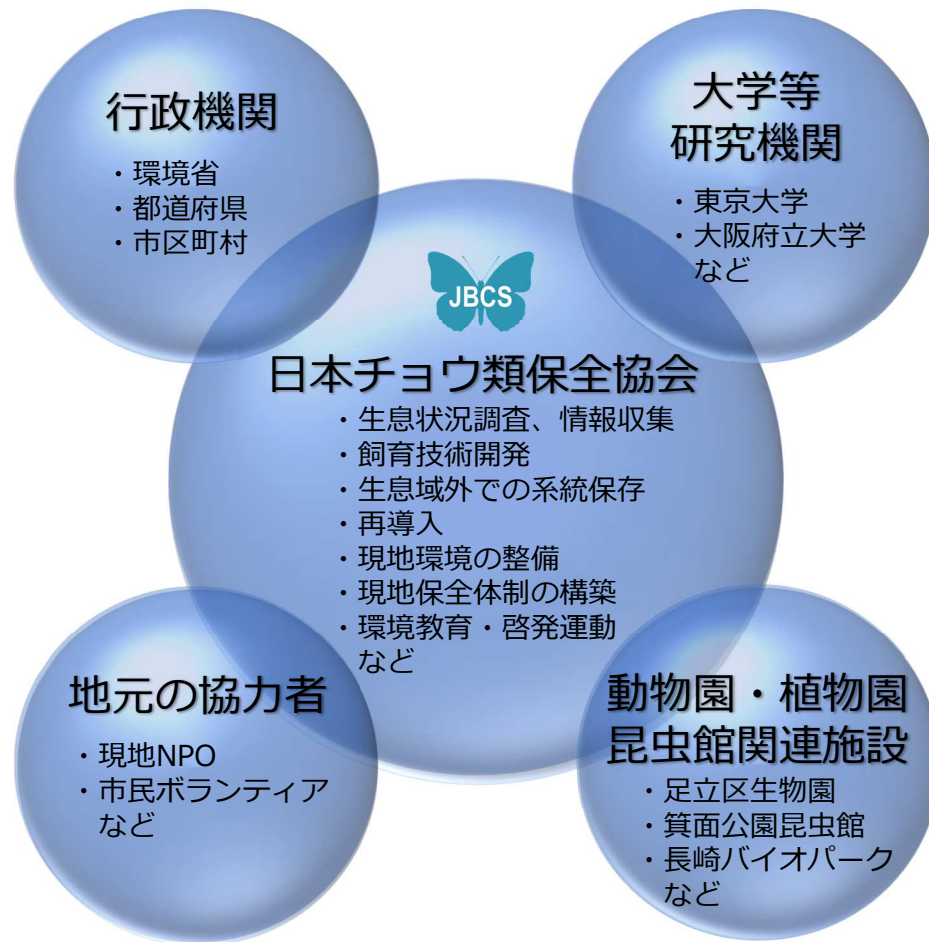 行政機関
・環境省
・都道府県
・市区町村
大学等
研究機関
・東京大学
・大阪府立大学
など
JBCS
日本チョウ類保全協会
・生息状況調査、情報収集
・飼育技術開発
・生息域外での系統保存
・再導入
・現地環境の整備
・現地保全体制の構築
・環境教育・啓発運動
など
地元の協力者
・現地NPO
・市民ボランティア
など
動物園・植物園
昆虫館関連施設
・足立区生物園
・箕面公園昆虫館
・長崎バイオパーク
など